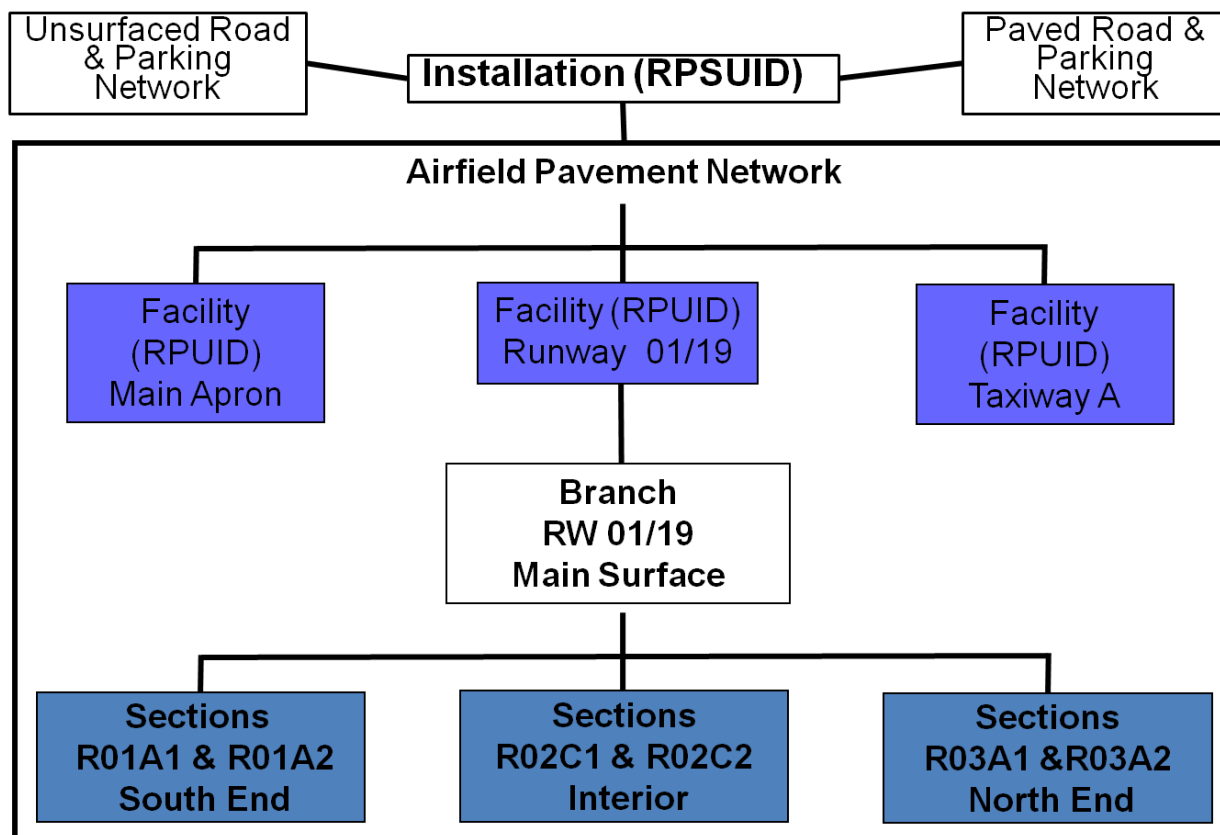 Unsurfaced Road
& Parking
Network
Installation (RPSUID)
Paved Road &
Parking
Network
Airfield Pavement Network
Facility
(RPUID)
Main Apron
Facility (RPUID)
Runway 01/19
Facility
(RPUID)
Taxiway A
Branch
RW 01/19
Main Surface
Sections
R01A1 & R01A2
South End
Sections
R02C1 & R02C2
Interior
Sections
R03A1 &R03A2
North End